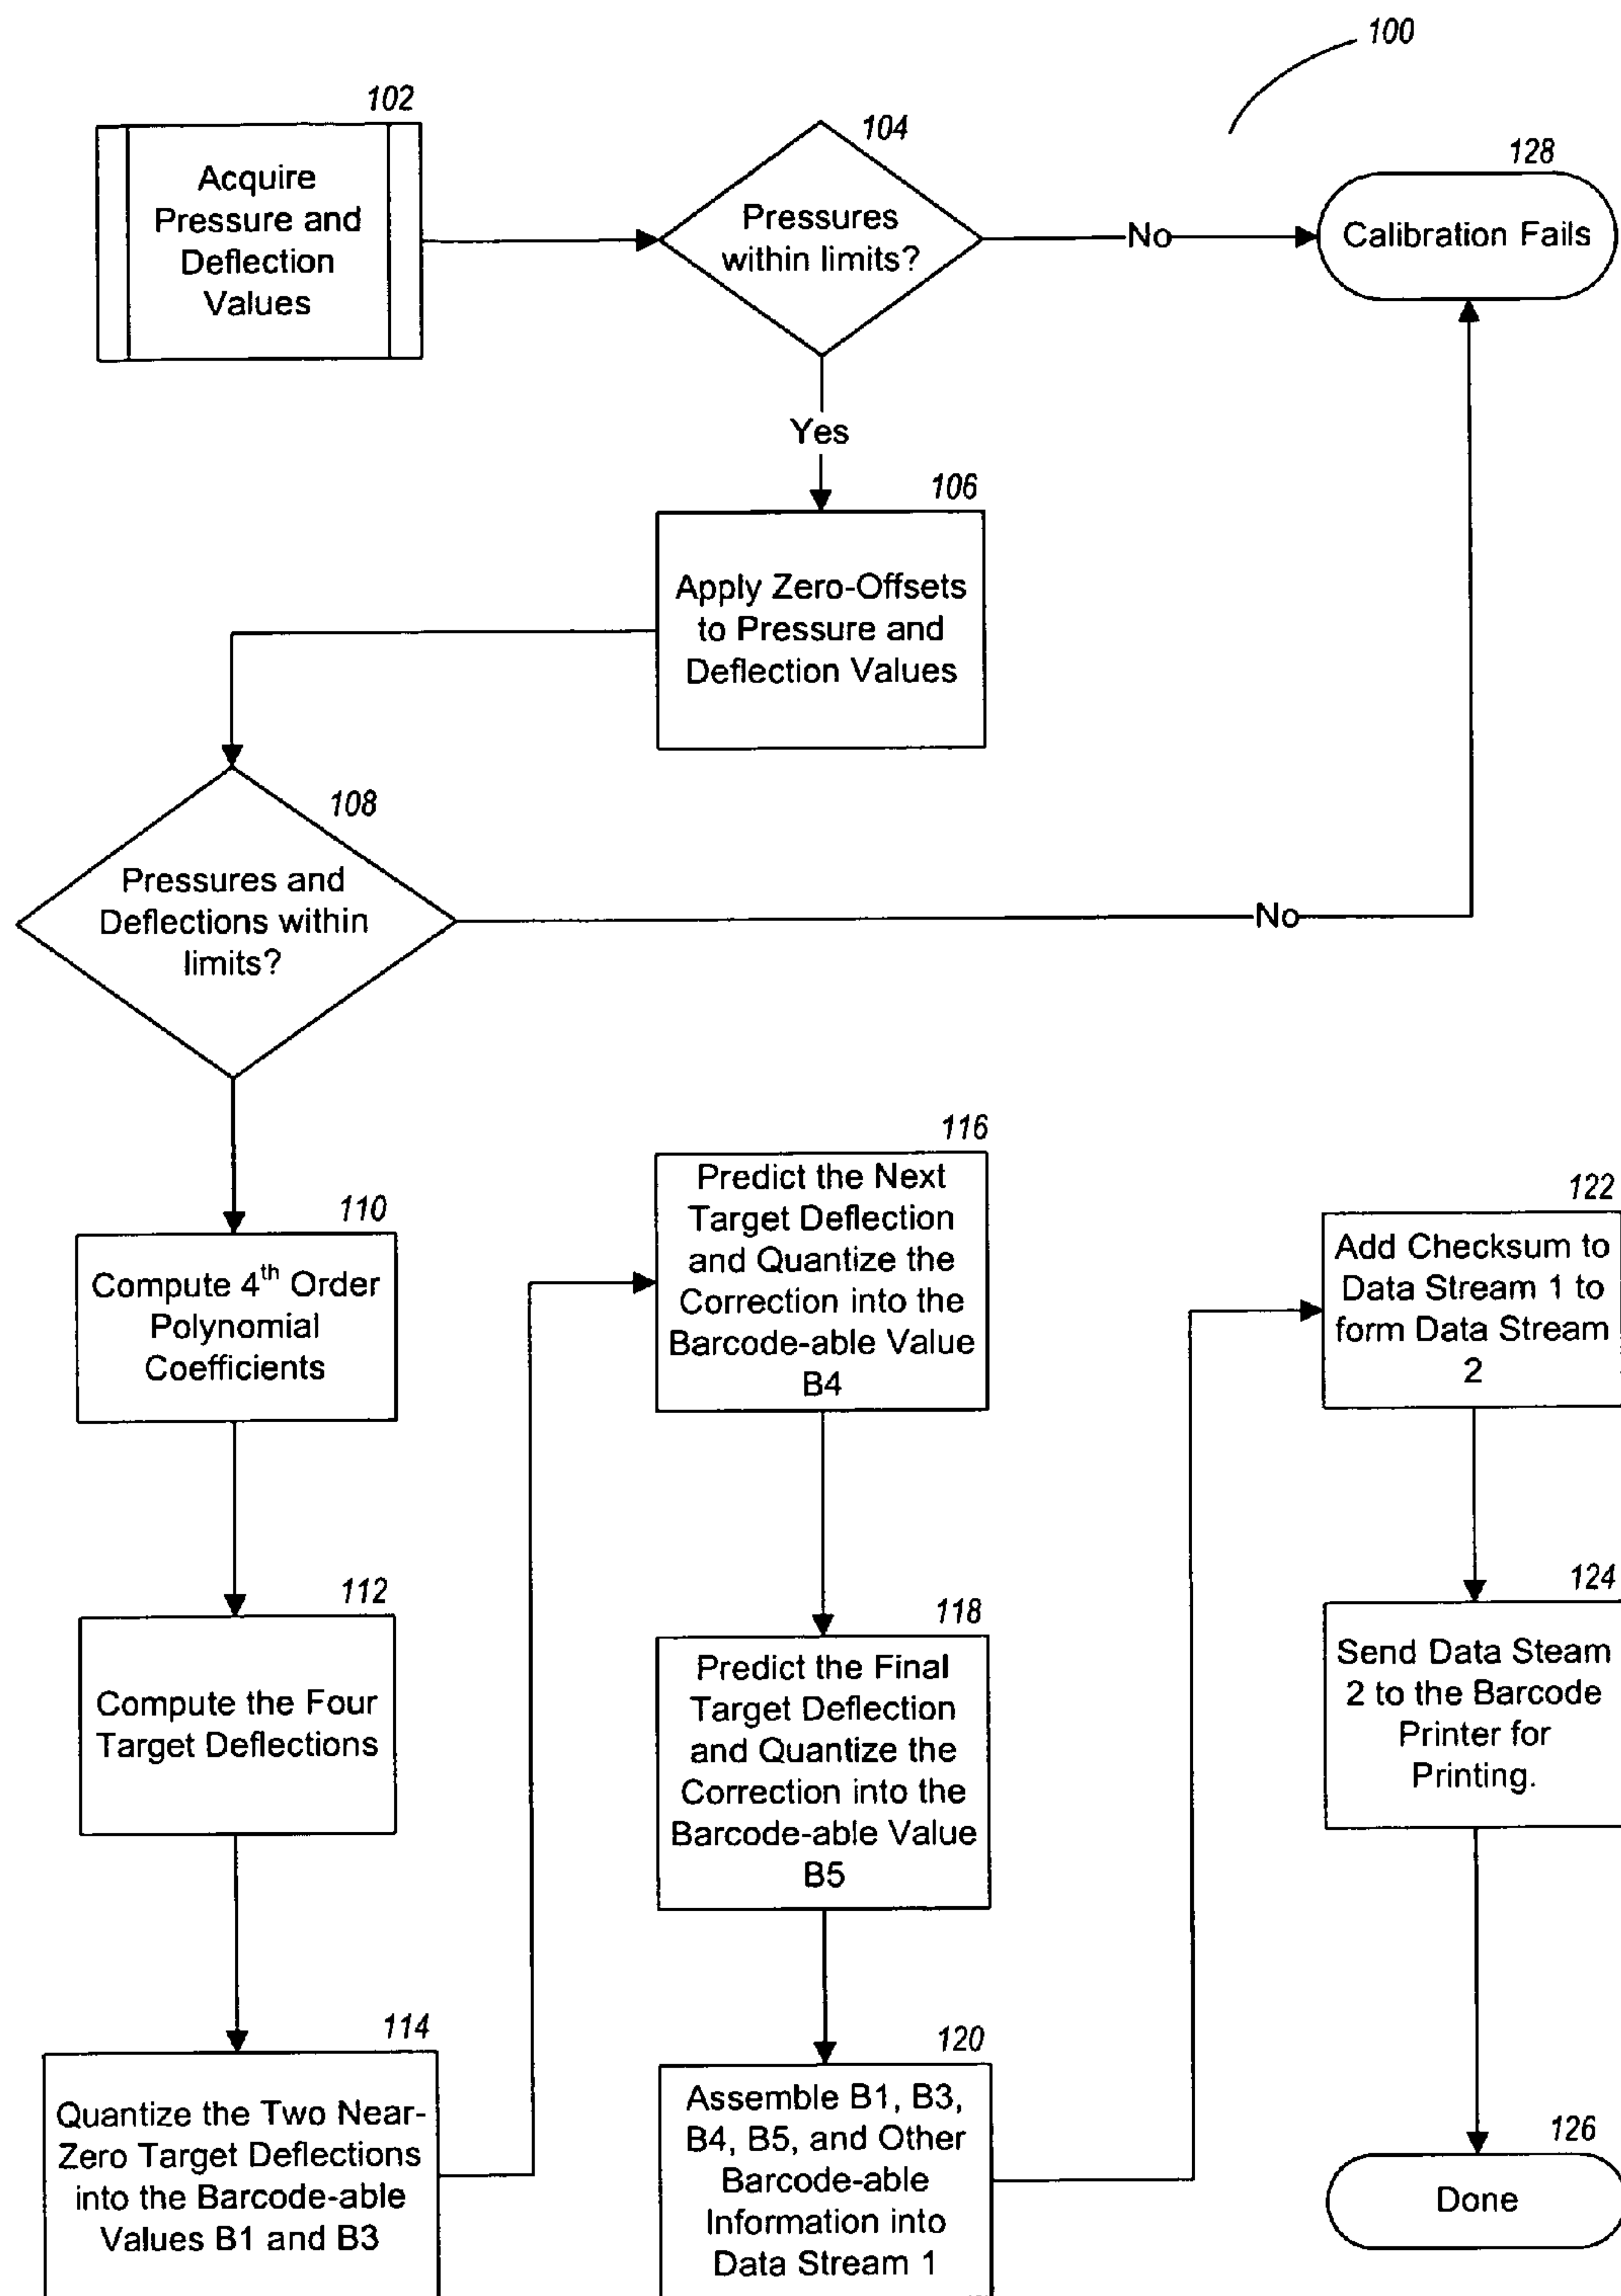 100
102
Acquire
Pressure and
Deflection
Values
104
Pressures
within limits?
No
128
Calibration Fails
Yes
106
Apply Zero-Offsets
to Pressure and
Deflection Values
108
Pressures and
Deflections within
limits?
No
110
Compute 4th Order
Polynomial
Coefficients
112
Compute the Four
Target Deflections
114
Quantize the Two Near-
Zero Target Deflections
into the Barcode-able
Values B1 and B3
116
Predict the Next
Target Deflection
and Quantize the
Correction into the
Barcode-able Value
B4
118
Predict the Final
Target Deflection
and Quantize the
Correction into the
Barcode-able Value
B5
120
Assemble B1, B3,
B4, B5, and Other
Barcode-able
Information into
Data Stream 1
122
Add Checksum to
Data Stream 1 to
form Data Stream
2
124
Send Data Steam
2 to the Barcode
Printer for
Printing.
126
Done